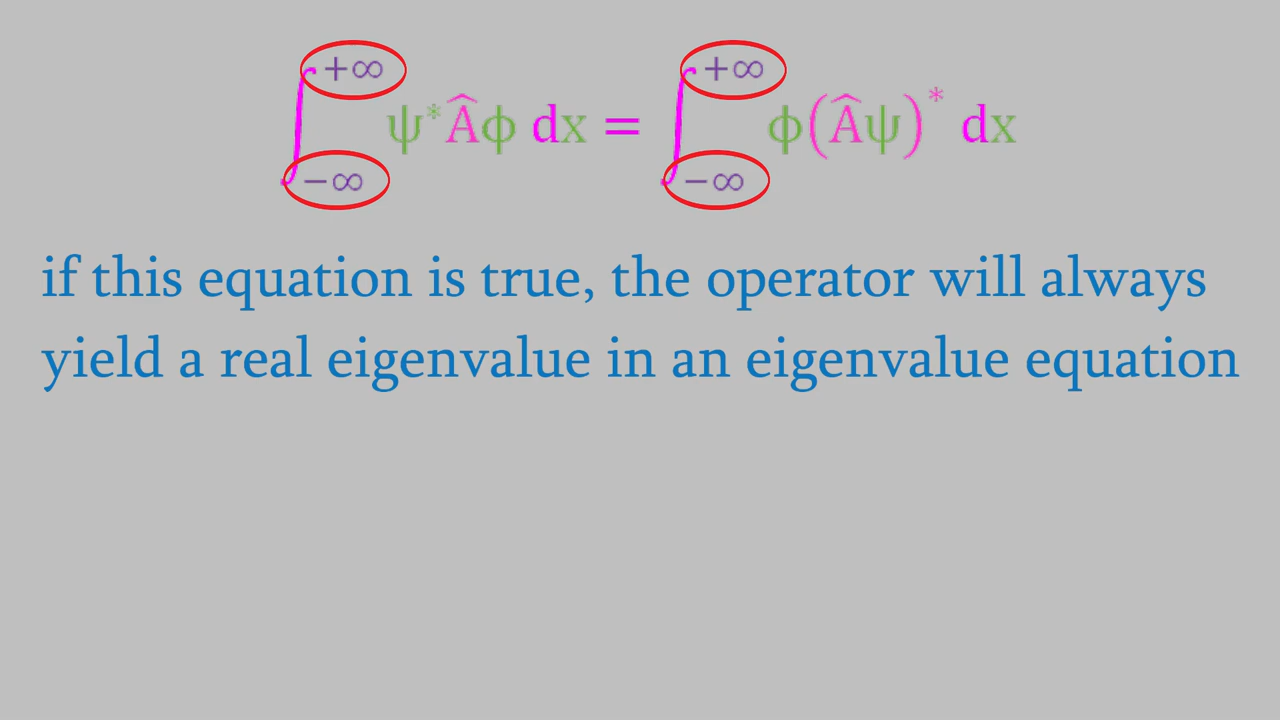 ∫₋∞⁺∞ ψ*Âϕ dx = ∫₋∞⁺∞ ϕ(Âψ)* dx
if this equation is true, the operator will always
yield a real eigenvalue in an eigenvalue equation